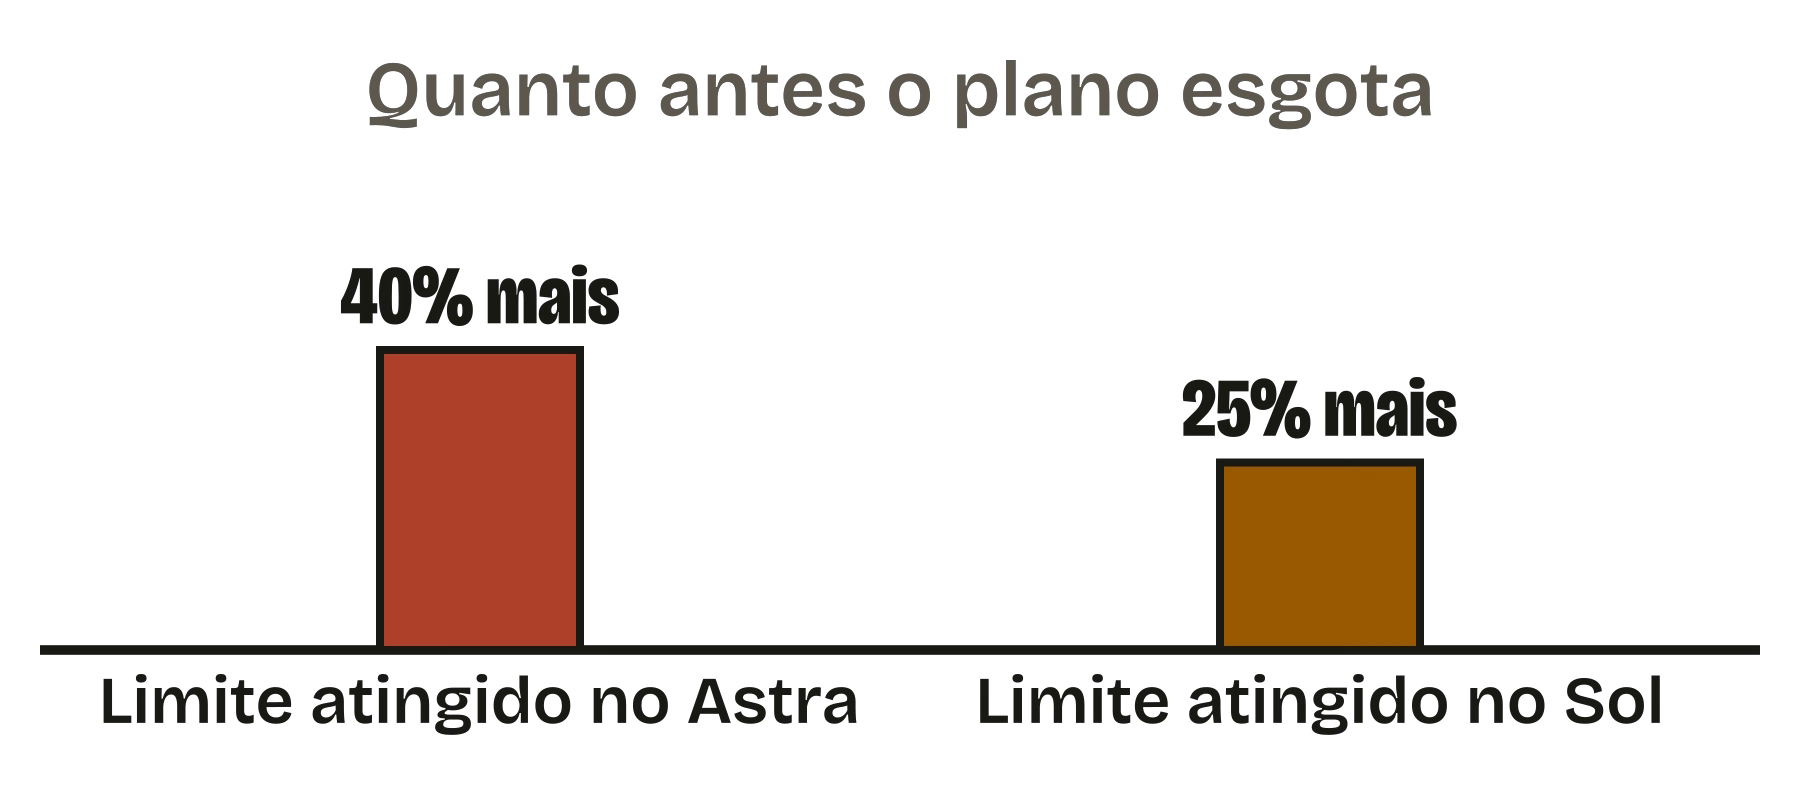 Quanto antes o plano esgota
40% mais
25% mais
Limite atingido no Astra
Limite atingido no Sol